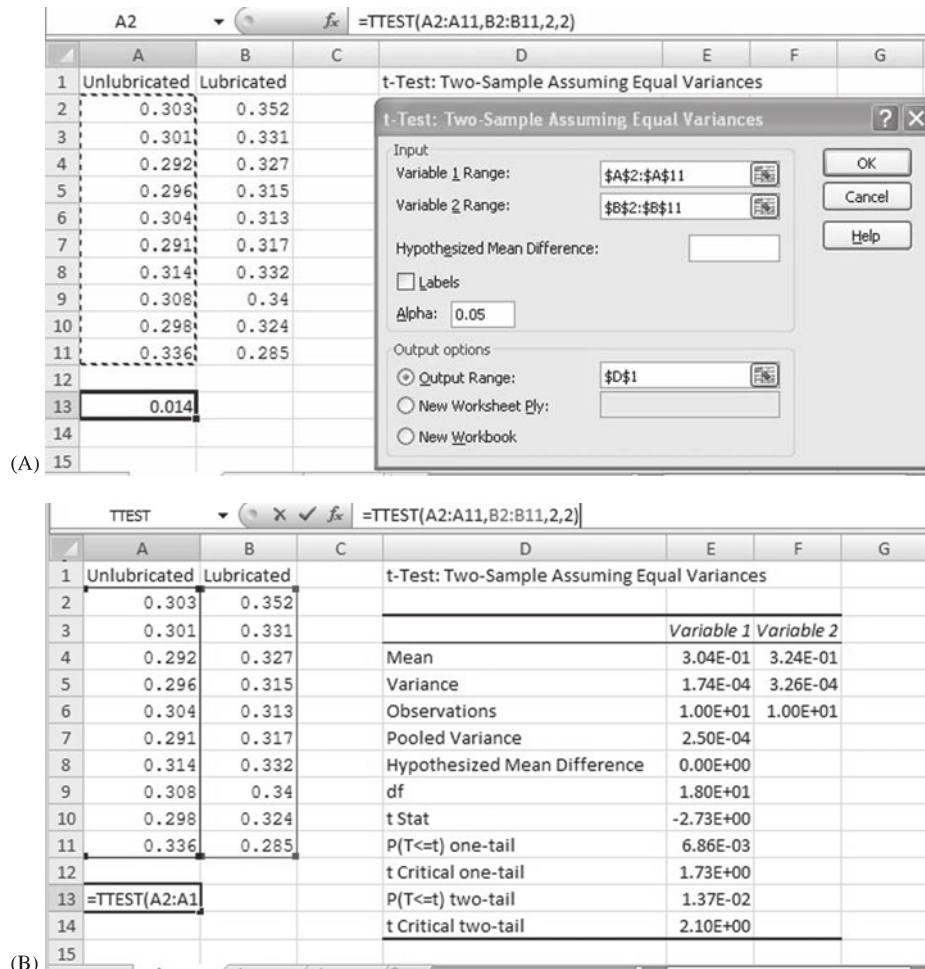 A2 fx =TTEST(A2:A11,B2:B11,2,2)
A B C D E F G
1 Unlubricated Lubricated t-Test: Two-Sample Assuming Equal Variances
2 0.303 0.352
3 0.301 0.331
4 0.292 0.327
5 0.296 0.315
6 0.304 0.313
7 0.291 0.317
8 0.314 0.332
9 0.308 0.34
10 0.298 0.324
11 0.336 0.285
12
13 0.014
14
15
t-Test: Two-Sample Assuming Equal Variances ? X
Input
Variable 1 Range: $A$2:$A$11
Variable 2 Range: $B$2:$B$11
Hypothesized Mean Difference:
Labels
Alpha: 0.05
OK
Cancel
Help
Output options
Output Range: $D$1
New Worksheet Ply:
New Workbook
(A)
TTEST fx =TTEST(A2:A11,B2:B11,2,2)
A B C D E F G
1 Unlubricated Lubricated t-Test: Two-Sample Assuming Equal Variances
2 0.303 0.352
3 0.301 0.331 Variable 1 Variable 2
4 0.292 0.327 Mean 3.04E-01 3.24E-01
5 0.296 0.315 Variance 1.74E-04 3.26E-04
6 0.304 0.313 Observations 1.00E+01 1.00E+01
7 0.291 0.317 Pooled Variance 2.50E-04
8 0.314 0.332 Hypothesized Mean Difference 0.00E+00
9 0.308 0.34 df 1.80E+01
10 0.298 0.324 t Stat -2.73E+00
11 0.336 0.285 P(T<=t) one-tail 6.86E-03
12 t Critical one-tail 1.73E+00
13 =TTEST(A2:A1 P(T<=t) two-tail 1.37E-02
14 t Critical two-tail 2.10E+00
15
(B)